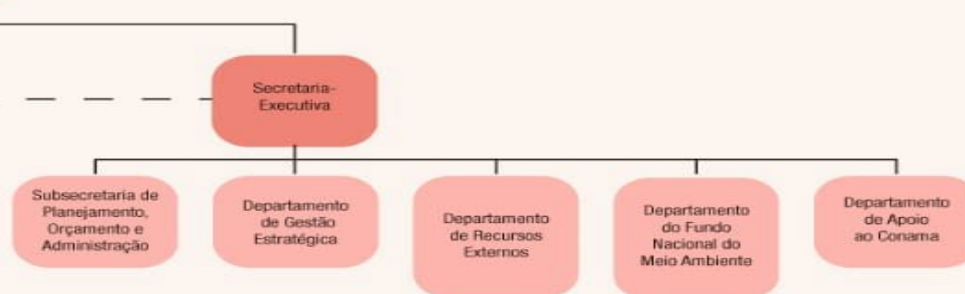 Secretaria-
Executiva
Subsecretaria de
Planejamento,
Orçamento e
Administração
Departamento
de Gestão
Estratégica
Departamento
de Recursos
Externos
Departamento
do Fundo
Nacional do
Meio Ambiente
Departamento
de Apoio
ao Conama